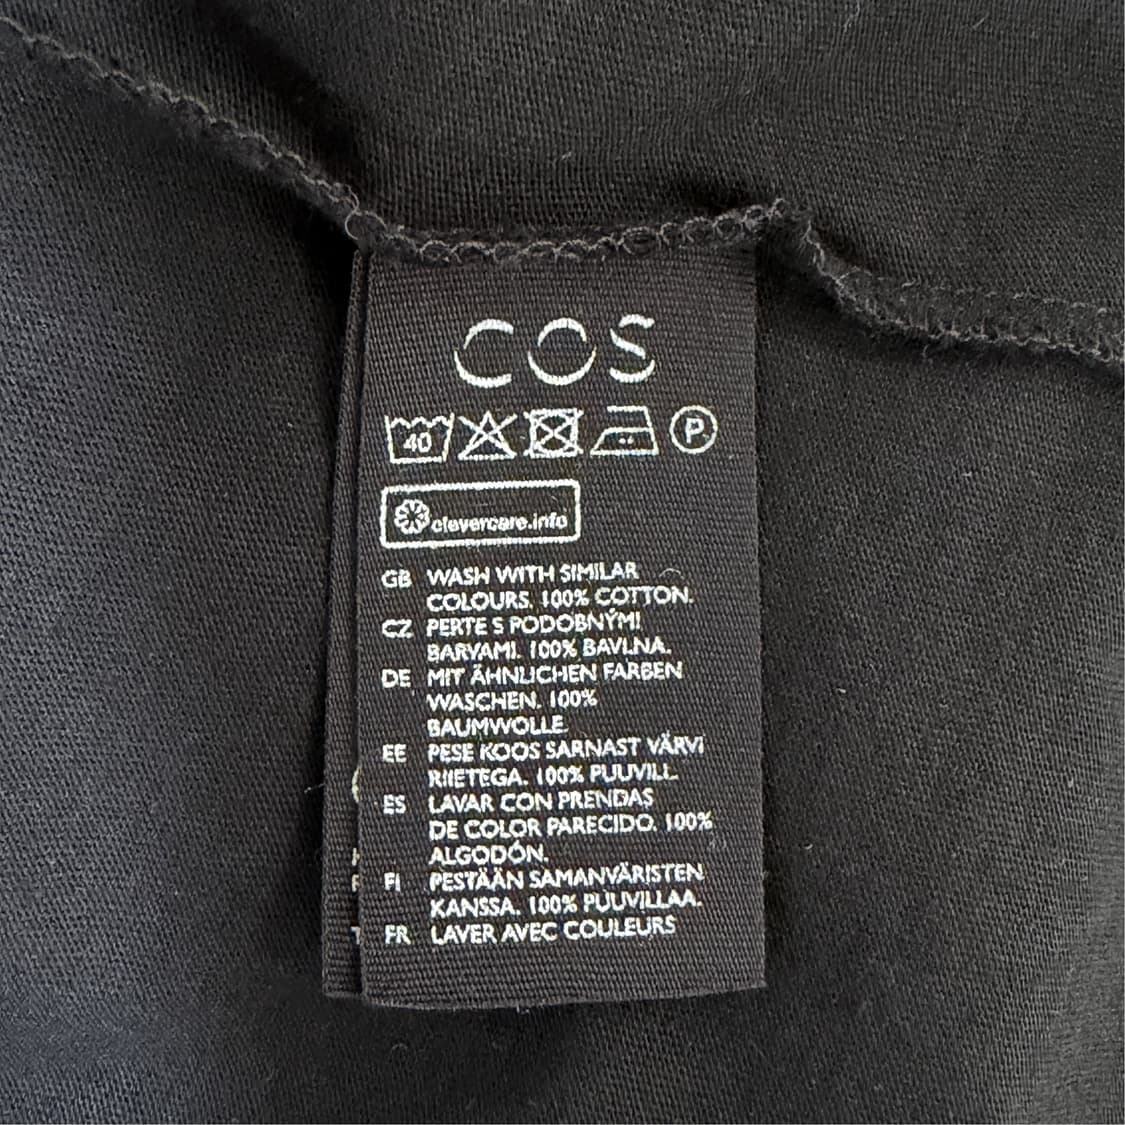 COS
40 P
clevercare.info
GB WASH WITH SIMILAR
COLOURS. 100% COTTON.
CZ PERTE S PODOBNÝMI
BARVAMI. 100% BAVLNA.
DE MIT ÄHNLICHEN FARBEN
WASCHEN. 100%
BAUMWOLLE
EE PESE KOOS SARNAST VÄRVI
RIIETEGA. 100% PUUVILL
ES LAVAR CON PRENDAS
DE COLOR PARECIDO. 100%
ALGODÓN.
FI PESTÄÄN SAMANVÄRISTEN
KANSSA. 100% PUUVILLAA.
FR LAVER AVEC COULEURS